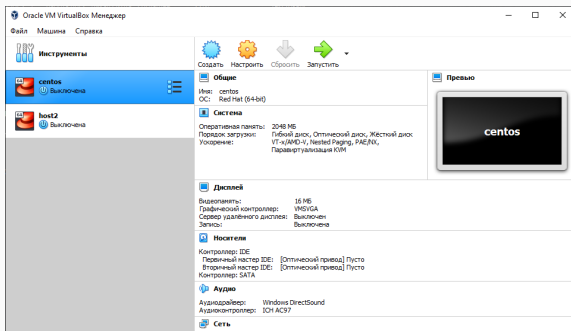 Oracle VM VirtualBox Менеджер
Файл Машина Справка
Инструменты
Создать Настроить Сбросить Запустить
64
centos
Выключена
64
host2
Выключена
Общие
Имя: centos
ОС: Red Hat (64-bit)
Система
Оперативная память: 2048 МБ
Порядок загрузки: Гибкий диск, Оптический диск, Жёсткий диск
Ускорение: VT-x/AMD-V, Nested Paging, PAE/NX,
Паравиртуализация KVM
Превью
centos
Дисплей
Видеопамять: 16 МБ
Графический контроллер: VMSVGA
Сервер удалённого дисплея: Выключен
Запись: Выключена
Носители
Контроллер: IDE
Первичный мастер IDE: [Оптический привод] Пусто
Вторичный мастер IDE: [Оптический привод] Пусто
Контроллер: SATA
Аудио
Аудиодрайвер: Windows DirectSound
Аудиоконтроллер: ICH AC97
Сеть